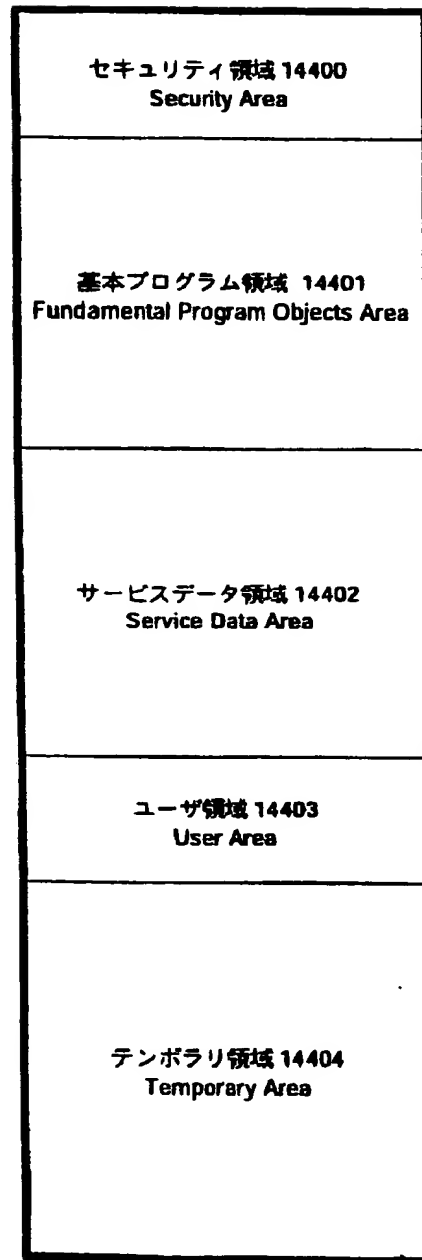 セキュリティ領域 14400
Security Area
基本プログラム領域 14401
Fundamental Program Objects Area
サービスデータ領域 14402
Service Data Area
ユーザ領域 14403
User Area
テンポラリ領域 14404
Temporary Area